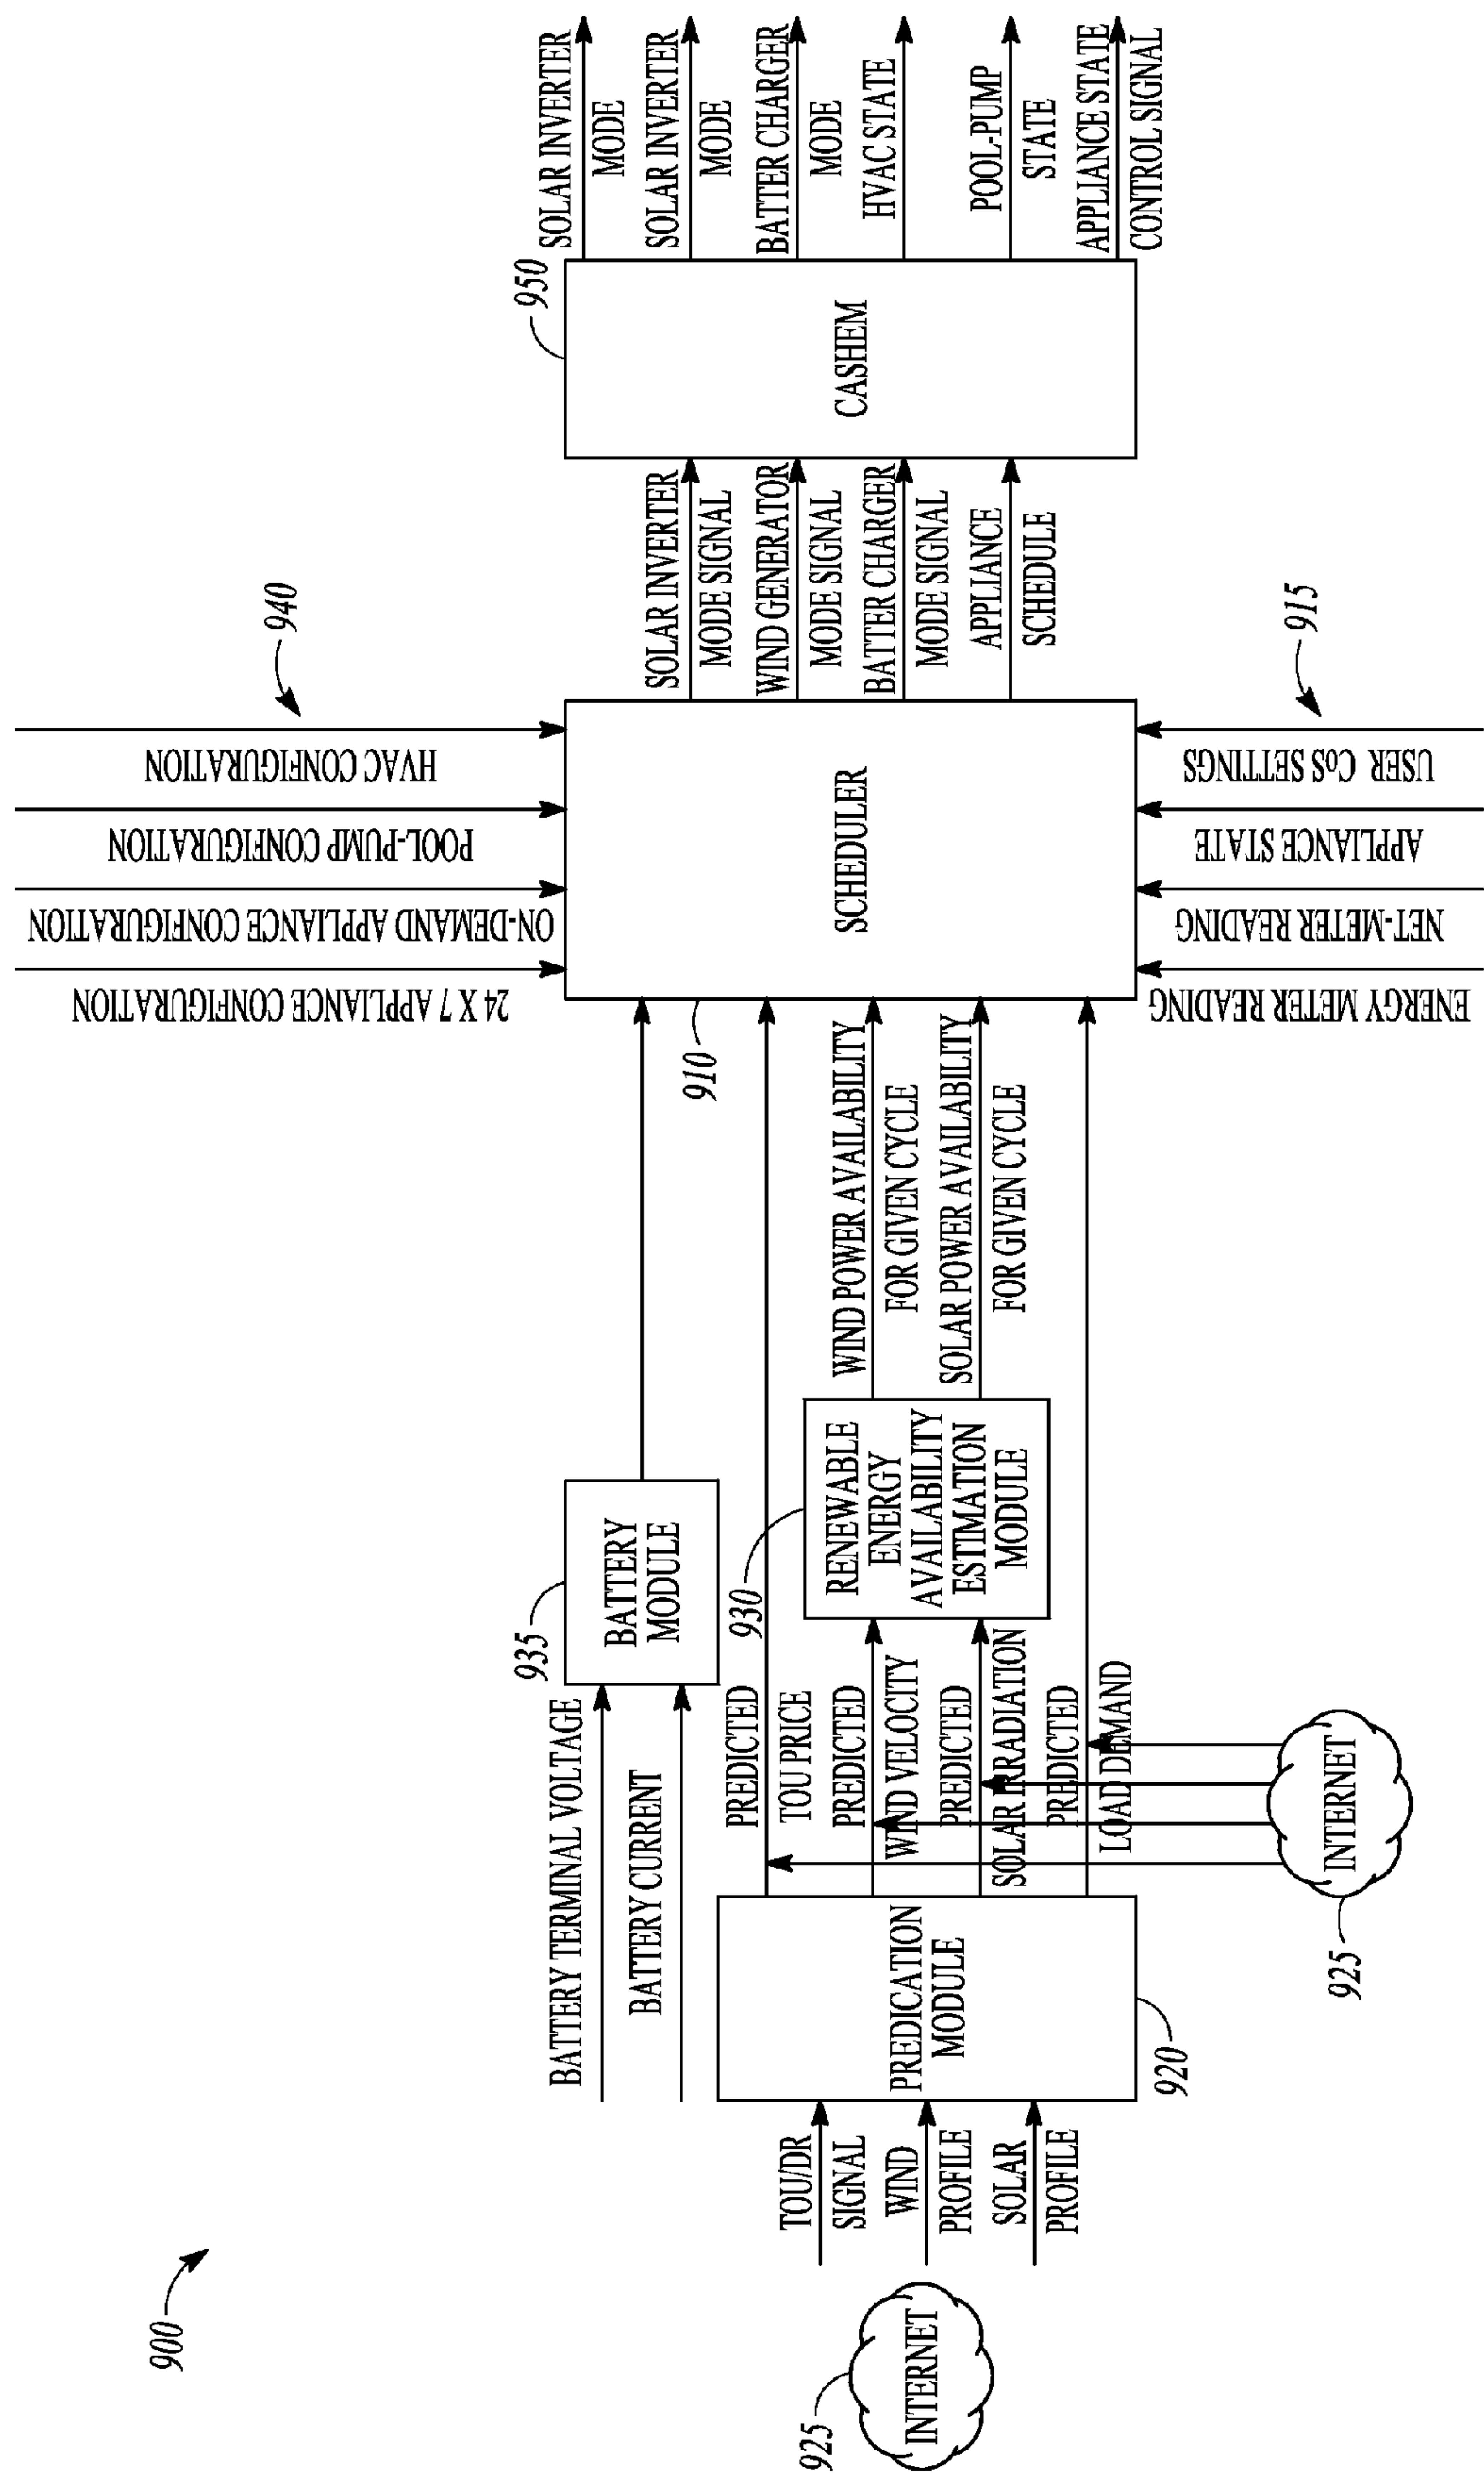 900
925
INTERNET
TOU/DR
SIGNAL
WIND
PROFILE
SOLAR
PROFILE
BATTERY TERMINAL VOLTAGE
BATTERY CURRENT
PREDICATION
MODULE
920
935
BATTERY
MODULE
PREDICTED
TOU PRICE
PREDICTED
WIND VELOCITY
PREDICTED
SOLAR IRRADIATION
PREDICTED
LOAD DEMAND
925
INTERNET
930
RENEWABLE
ENERGY
AVAILABILITY
ESTIMATION
MODULE
WIND POWER AVAILABILITY
FOR GIVEN CYCLE
SOLAR POWER AVAILABILITY
FOR GIVEN CYCLE
24 X 7 APPLIANCE CONFIGURATION
ON-DEMAND APPLIANCE CONFIGURATION
POOL-PUMP CONFIGURATION
HVAC CONFIGURATION
940
910
SCHEDULER
ENERGY METER READING
NET-METER READING
APPLIANCE STATE
USER CoS SETTINGS
915
SOLAR INVERTER
MODE SIGNAL
WIND GENERATOR
MODE SIGNAL
BATTER CHARGER
MODE SIGNAL
APPLIANCE
SCHEDULE
950
CASHEM
SOLAR INVERTER
MODE
SOLAR INVERTER
MODE
BATTER CHARGER
MODE
HVAC STATE
POOL-PUMP
STATE
APPLIANCE STATE
CONTROL SIGNAL